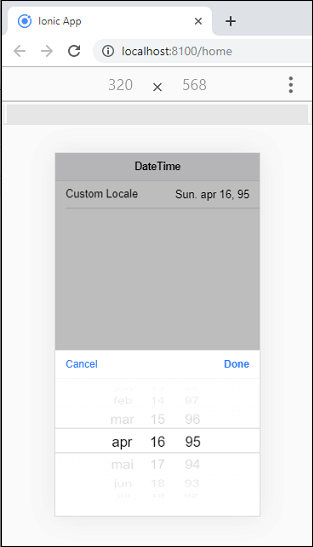 Ionic App
localhost:8100/home
320 × 568
DateTime
Custom Locale Sun. apr 16, 95
Cancel Done
feb 14 97
mar 15 96
apr 16 95
mai 17 94
jun 18 93